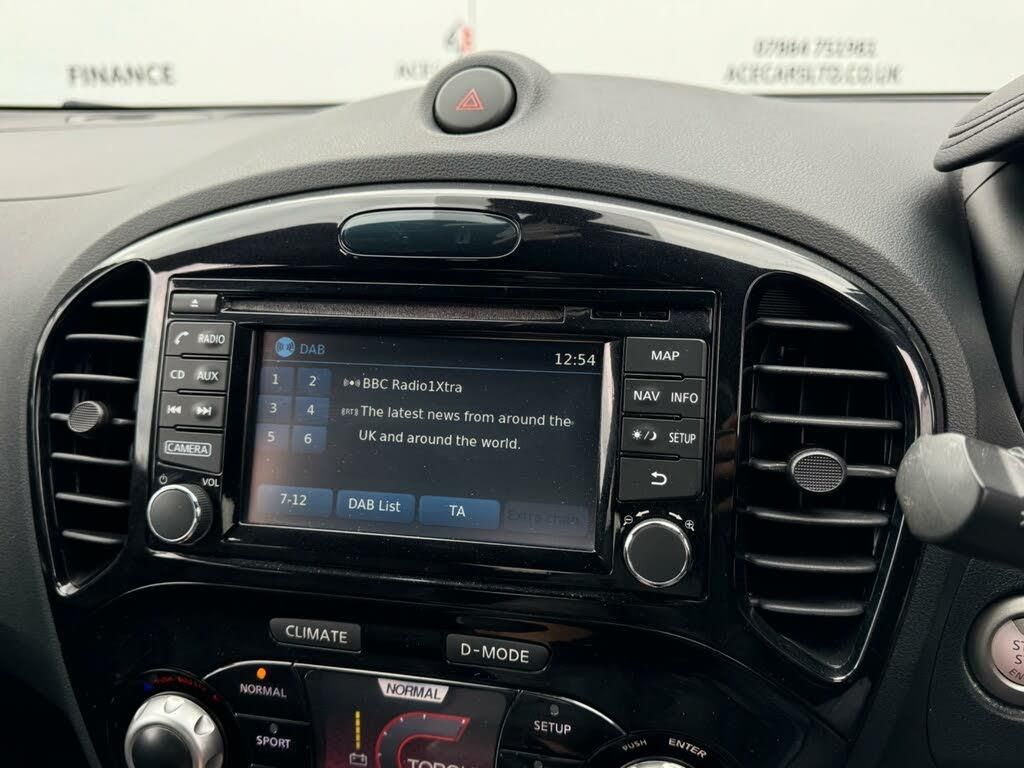 FINANCE
07884 751981
ACECARSLTD.CO.UK
DAB
12:54
1 2
BBC Radio1Xtra
3 4
The latest news from around the
UK and around the world.
5 6
7-12
DAB List
TA
RADIO
CD AUX
CAMERA
VOL
MAP
NAV INFO
SETUP
CLIMATE
D-MODE
NORMAL
SPORT
NORMAL
SETUP
PUSH ENTER